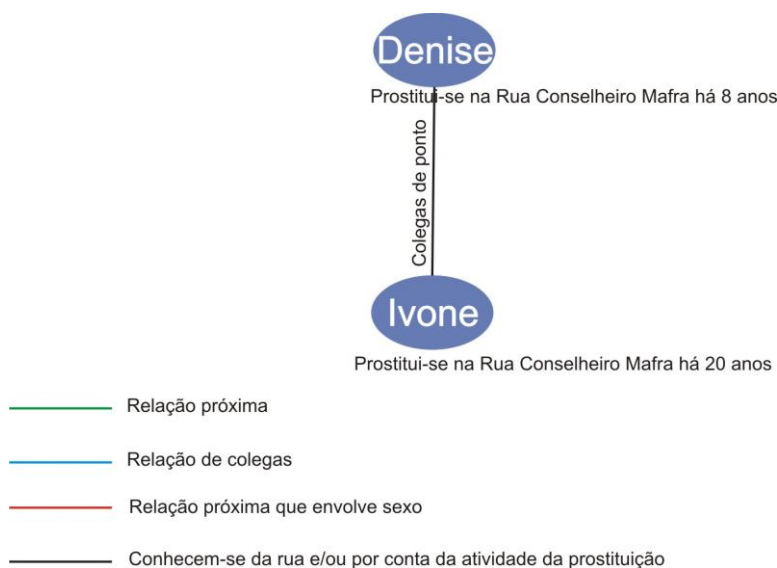 Denise
Prostitui-se na Rua Conselheiro Mafra há 8 anos
Colegas de ponto
Ivone
Prostitui-se na Rua Conselheiro Mafra há 20 anos
Relação próxima
Relação de colegas
Relação próxima que envolve sexo
Conhecem-se da rua e/ou por conta da atividade da prostituição